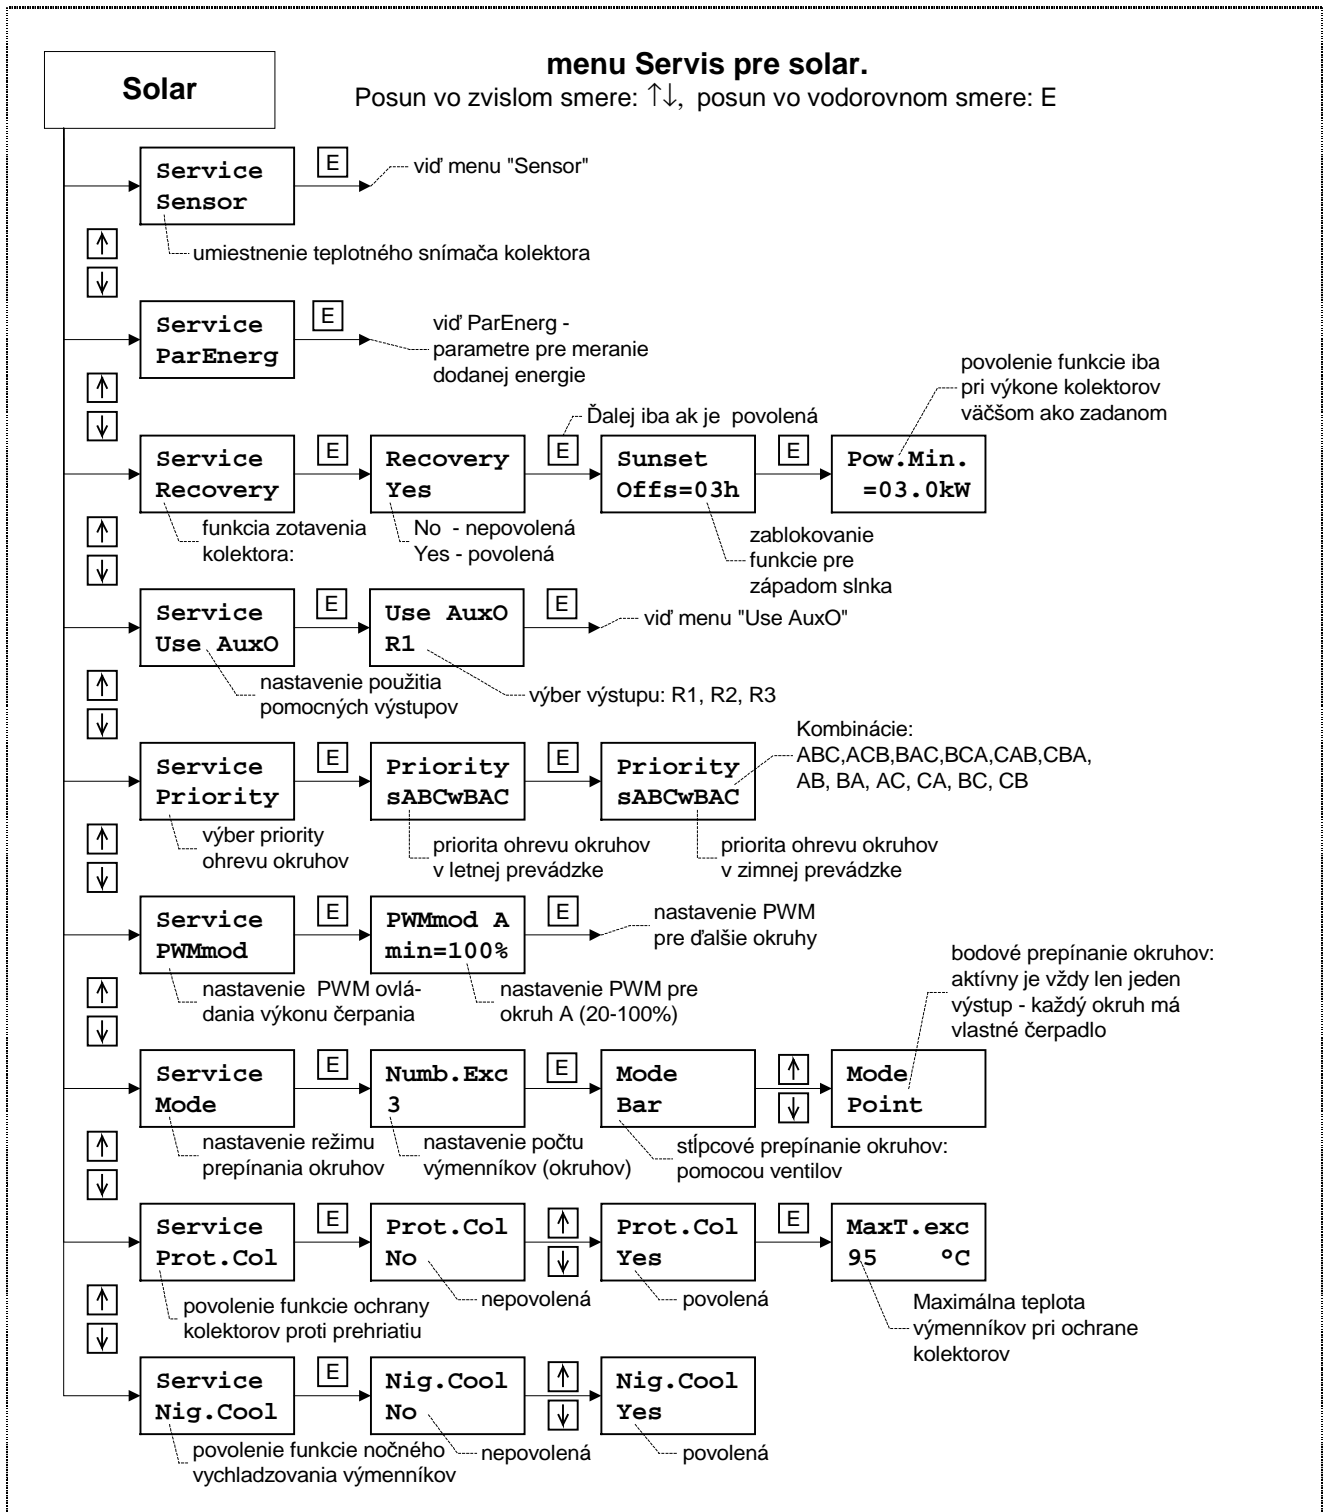 Solar
menu Servis pre solar.
Posun vo zvislom smere: ↑↓, posun vo vodorovnom smere: E
Service
Sensor
E
viď menu "Sensor"
umiestnenie teplotného snímača kolektora
↑
↓
Service
ParEnerg
E
viď ParEnerg -
parametre pre meranie
dodanej energie
↑
↓
Service
Recovery
E
funkcia zotavenia
kolektora:
Recovery
Yes
No - nepovolená
Yes - povolená
E
Ďalej iba ak je povolená
Sunset
Offs=03h
zablokovanie
funkcie pre
západom slnka
E
povolenie funkcie iba
pri výkone kolektorov
väčšom ako zadanom
Pow.Min.
=03.0kW
↑
↓
Service
Use AuxO
E
nastavenie použitia
pomocných výstupov
Use AuxO
R1
výber výstupu: R1, R2, R3
E
viď menu "Use AuxO"
↑
↓
Service
Priority
E
výber priority
ohrevu okruhov
Priority
sABCwBAC
priorita ohrevu okruhov
v letnej prevádzke
E
Priority
sABCwBAC
priorita ohrevu okruhov
v zimnej prevádzke
Kombinácie:
ABC,ACB,BAC,BCA,CAB,CBA,
AB, BA, AC, CA, BC, CB
↑
↓
Service
PWMmod
E
nastavenie PWM ovlá-
dania výkonu čerpania
PWMmod A
min=100%
nastavenie PWM pre
okruh A (20-100%)
E
nastavenie PWM
pre ďalšie okruhy
↑
↓
Service
Mode
E
nastavenie režimu
prepínania okruhov
Numb.Exc
3
nastavenie počtu
výmenníkov (okruhov)
E
Mode
Bar
stĺpcové prepínanie okruhov:
pomocou ventilov
↑
↓
Mode
Point
bodové prepínanie okruhov:
aktívny je vždy len jeden
výstup - každý okruh má
vlastné čerpadlo
↑
↓
Service
Prot.Col
E
povolenie funkcie ochrany
kolektorov proti prehriatiu
Prot.Col
No
nepovolená
↑
↓
Prot.Col
Yes
povolená
E
MaxT.exc
95 °C
Maximálna teplota
výmenníkov pri ochrane
kolektorov
↑
↓
Service
Nig.Cool
E
povolenie funkcie nočného
vychladzovania výmenníkov
Nig.Cool
No
nepovolená
↑
↓
Nig.Cool
Yes
povolená